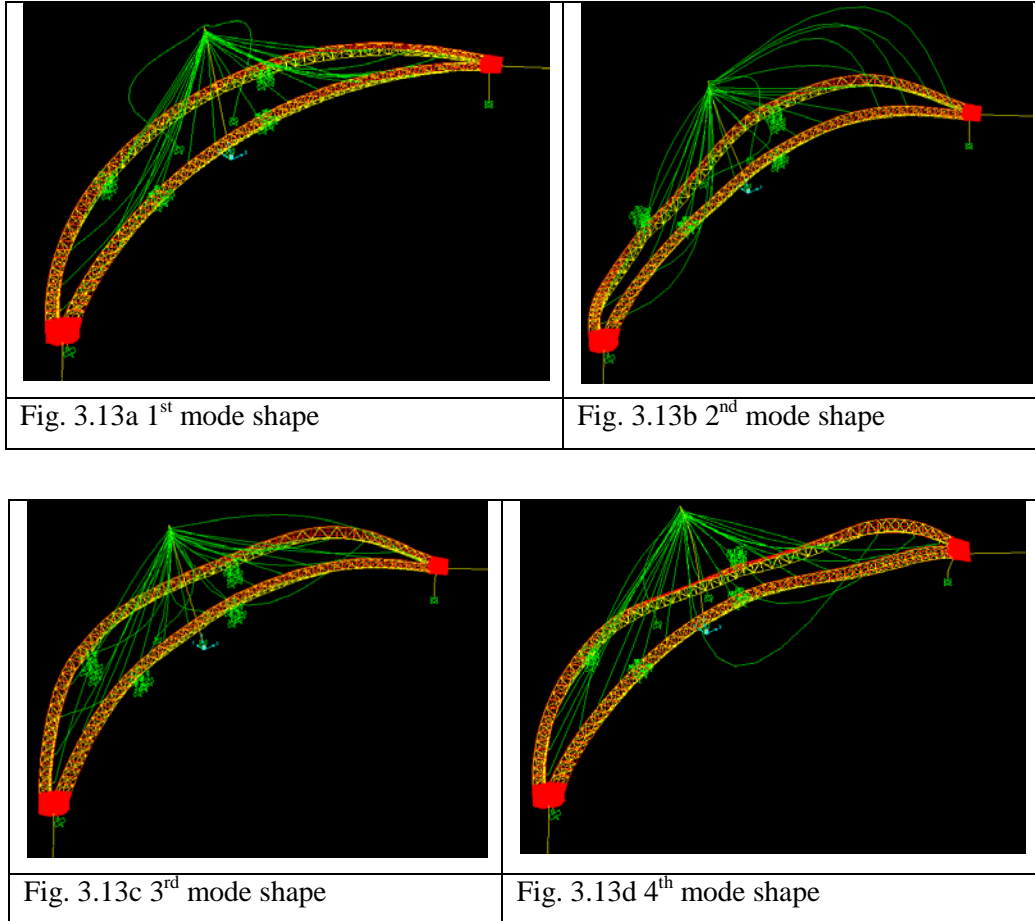 Fig. 3.13a 1st mode shape
Fig. 3.13b 2nd mode shape
Fig. 3.13c 3rd mode shape
Fig. 3.13d 4th mode shape